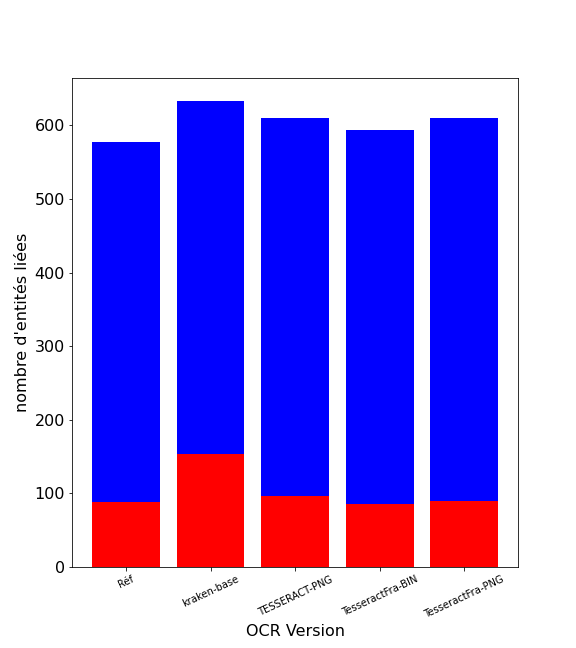 600
500
400
300
200
100
0
nombre d'entités liées
Réf
kraken-base
TESSERACT-PNG
TesseractFra-BIN
TesseractFra-PNG
OCR Version